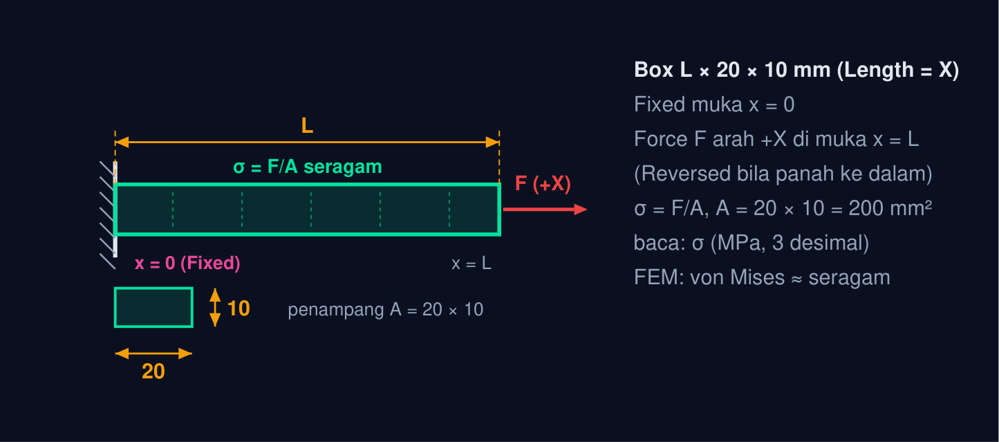 L
σ = F/A seragam
F (+X)
x = 0 (Fixed)
x = L
10
penampang A = 20 × 10
20
Box L × 20 × 10 mm (Length = X)
Fixed muka x = 0
Force F arah +X di muka x = L
(Reversed bila panah ke dalam)
σ = F/A, A = 20 × 10 = 200 mm²
baca: σ (MPa, 3 desimal)
FEM: von Mises ≈ seragam